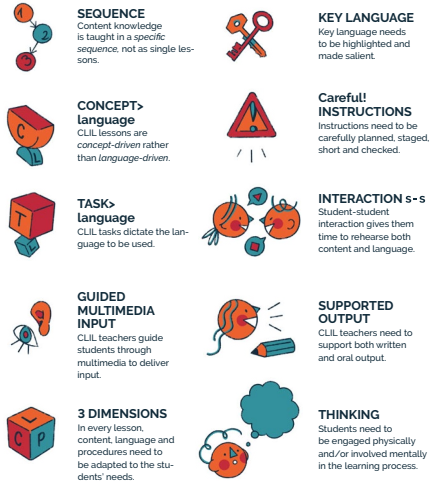 1
2
3
SEQUENCE
Content knowledge
is taught in a specific
sequence, not as single les-
sons.
C
L
CONCEPT>
language
CLIL lessons are
concept-driven rather
than language-driven.
T
L
TASK>
language
CLIL tasks dictate the lan-
guage to be used.
GUIDED
MULTIMEDIA
INPUT
CLIL teachers guide
students through
multimedia to deliver
input.
L
C P
3 DIMENSIONS
In every lesson,
content, language and
procedures need to
be adapted to the stu-
dents' needs.
KEY LANGUAGE
Key language needs
to be highlighted and
made salient.
Careful!
INSTRUCTIONS
Instructions need to be
carefully planned, staged,
short and checked.
INTERACTION s-s
Student-student
interaction gives them
time to rehearse both
content and language.
SUPPORTED
OUTPUT
CLIL teachers need to
support both written
and oral output.
THINKING
Students need to
be engaged physically
and/or involved mentally
in the learning process.